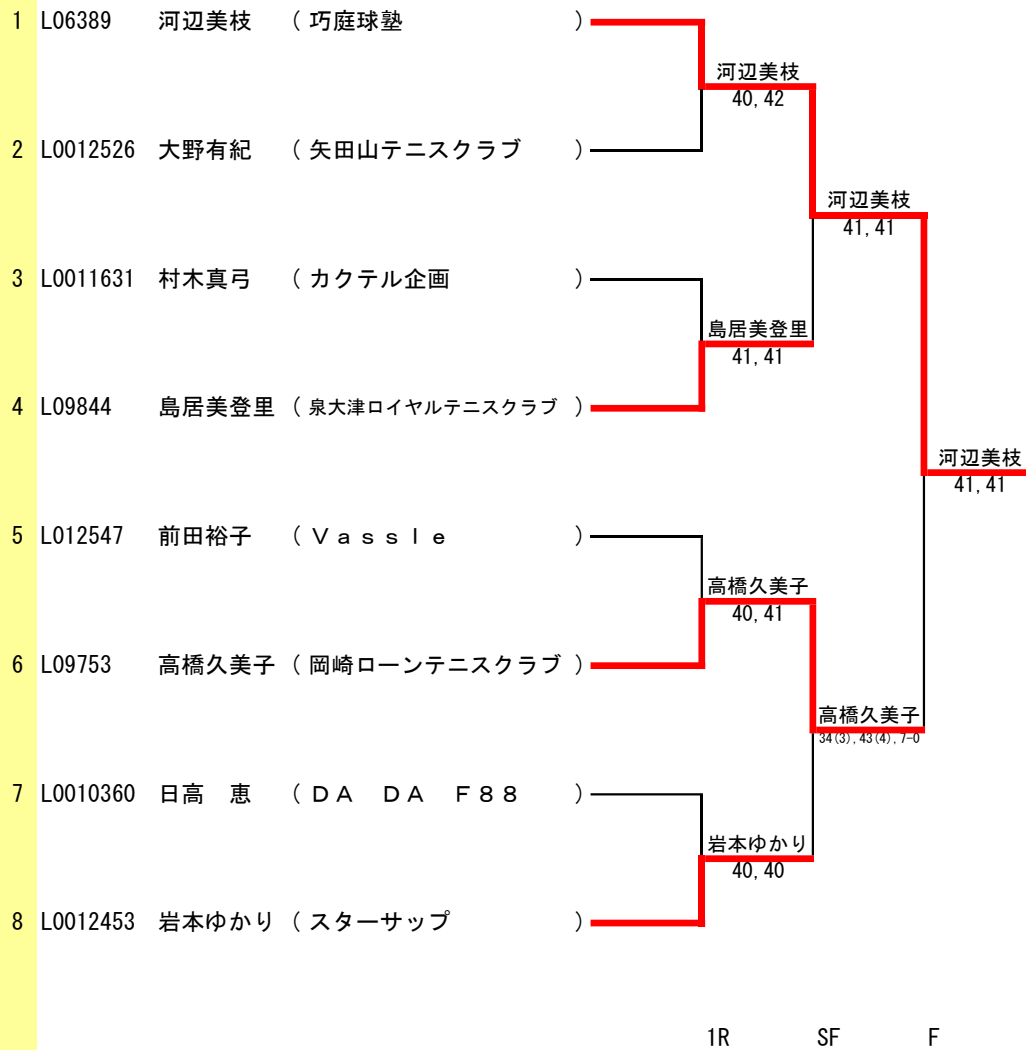 1 L06389 河辺美枝 ( 巧庭球塾 )
河辺美枝
40, 42
2 L0012526 大野有紀 ( 矢田山テニスクラブ )
河辺美枝
41, 41
3 L0011631 村木真弓 ( カクテル企画 )
島居美登里
41, 41
4 L09844 島居美登里 ( 泉大津ロイヤルテニスクラブ )
河辺美枝
41, 41
5 L012547 前田裕子 ( Ｖａｓｓｌｅ )
高橋久美子
40, 41
6 L09753 高橋久美子 ( 岡崎ローンテニスクラブ )
高橋久美子
34(3), 43(4), 7-0
7 L0010360 日高　恵 ( ＤＡ　ＤＡ　Ｆ８８ )
岩本ゆかり
40, 40
8 L0012453 岩本ゆかり ( スターサップ )
1R SF F